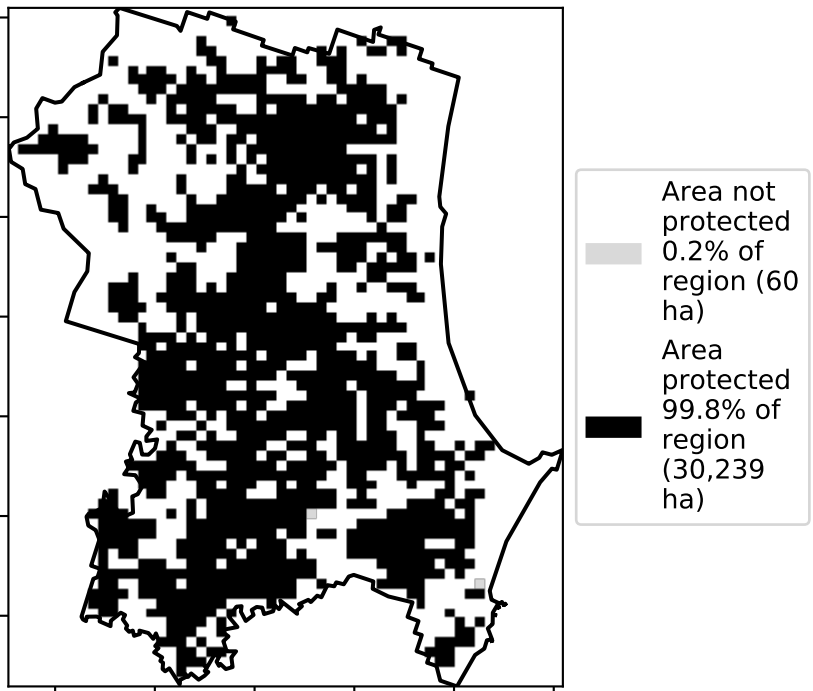 Area not
protected
0.2% of
region (60
ha)
Area
protected
99.8% of
region
(30,239
ha)